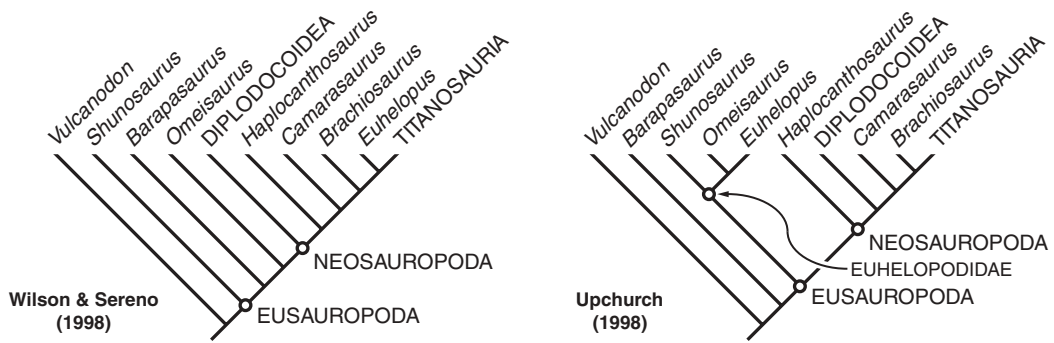 Vulcanodon
Shunosaurus
Barapasaurus
Omeisaurus
DIPLODOCOIDEA
Haplocanthosaurus
Camarasaurus
Brachiosaurus
Euhelopus
TITANOSAURIA
NEOSAUROPODA
EUSAUROPODA
Wilson & Sereno
(1998)
Vulcanodon
Barapasaurus
Shunosaurus
Omeisaurus
Euhelopus
Haplocanthosaurus
DIPLODOCOIDEA
Camarasaurus
Brachiosaurus
TITANOSAURIA
NEOSAUROPODA
EUHELOPODIDAE
EUSAUROPODA
Upchurch
(1998)